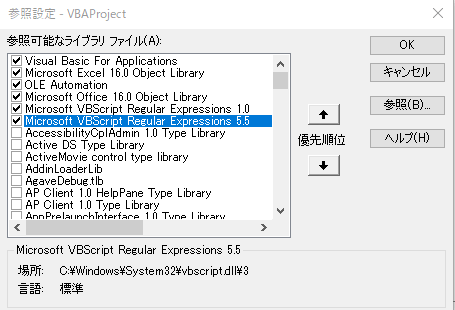 参照設定 - VBAProject
参照可能なライブラリ ファイル(A):
Visual Basic For Applications
Microsoft Excel 16.0 Object Library
OLE Automation
Microsoft Office 16.0 Object Library
Microsoft VBScript Regular Expressions 1.0
Microsoft VBScript Regular Expressions 5.5
AccessibilityCplAdmin 1.0 Type Library
Active DS Type Library
ActiveMovie control type library
AddinLoaderLib
AgaveDebug.tlb
AP Client 1.0 HelpPane Type Library
AP Client 1.0 Type Library
AppPrelaunchInterface 1.0 Type Library
優先順位
OK
キャンセル
参照(B)...
ヘルプ(H)
Microsoft VBScript Regular Expressions 5.5
場所: C:¥Windows¥System32¥vbscript.dll¥3
言語: 標準